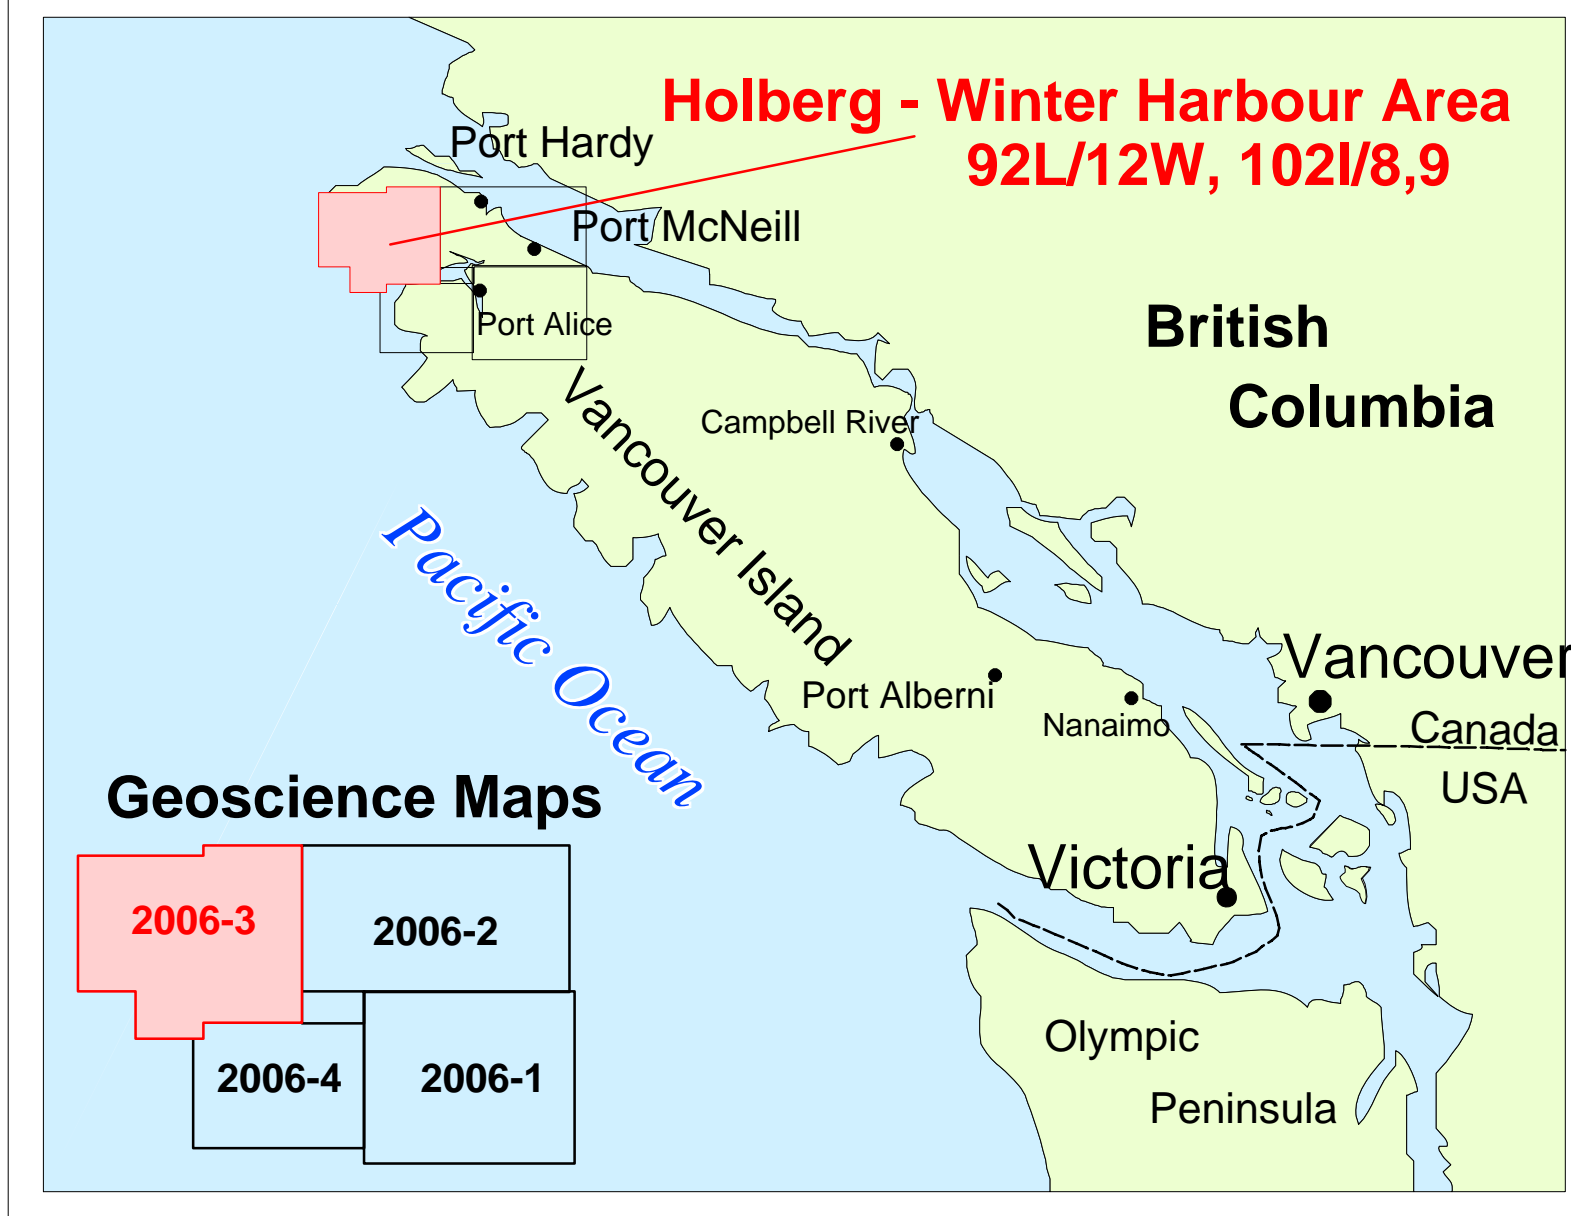 Holberg - Winter Harbour Area
92L/12W, 102I/8,9
Port Hardy
Port McNeill
Port Alice
British
Columbia
Campbell River
Vancouver Island
Pacific Ocean
Vancouver
Port Alberni
Nanaimo
Canada
USA
Geoscience Maps
Victoria
2006-3
2006-2
2006-4
2006-1
Olympic
Peninsula